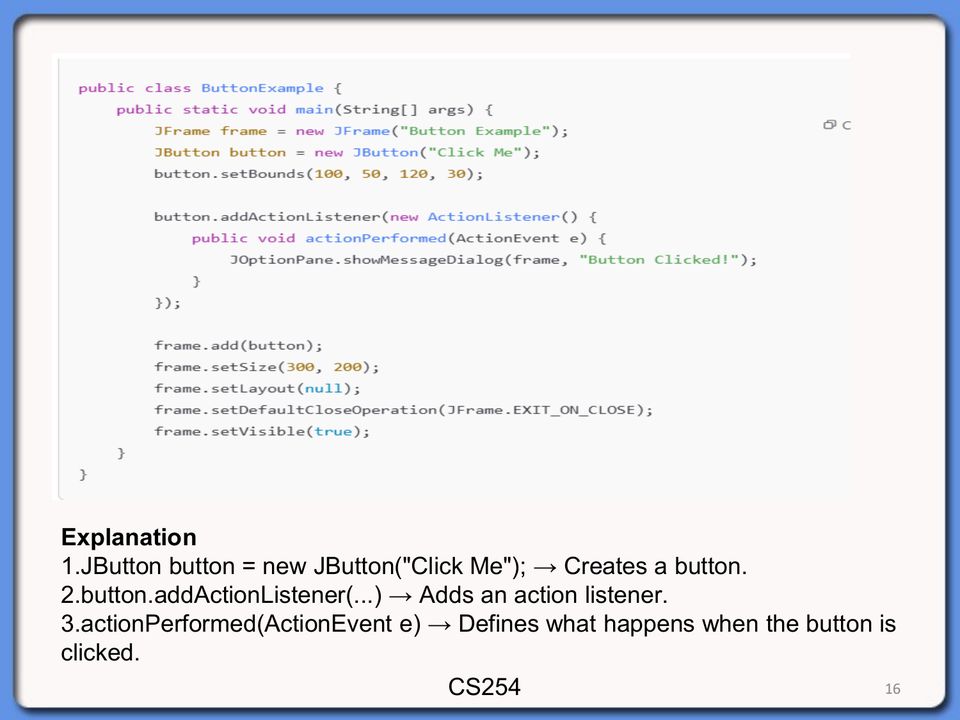 public class ButtonExample {
    public static void main(String[] args) {
        JFrame frame = new JFrame("Button Example");
        JButton button = new JButton("Click Me");
        button.setBounds(100, 50, 120, 30);

        button.addActionListener(new ActionListener() {
            public void actionPerformed(ActionEvent e) {
                JOptionPane.showMessageDialog(frame, "Button Clicked!");
            }
        });

        frame.add(button);
        frame.setSize(300, 200);
        frame.setLayout(null);
        frame.setDefaultCloseOperation(JFrame.EXIT_ON_CLOSE);
        frame.setVisible(true);
    }
}
C
Explanation
1.JButton button = new JButton("Click Me"); → Creates a button.
2.button.addActionListener(...) → Adds an action listener.
3.actionPerformed(ActionEvent e) → Defines what happens when the button is
clicked.
CS254
16